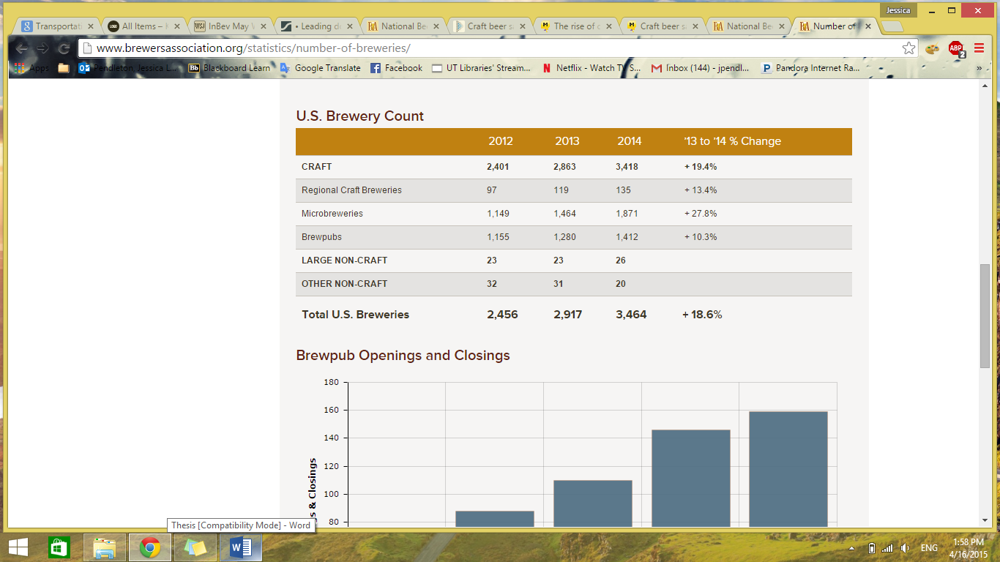 Jessica
Transportati
All Items –
InBev May
• Leading de
National Be
Craft beer sa
The rise of c
Craft beer sa
National Be
Number of
www.brewersassociation.org/statistics/number-of-breweries/
ABP
2
Apps
Pendleton, Jessica L...
Bb
Blackboard Learn
Google Translate
Facebook
UT Libraries' Stream...
Netflix - Watch TV S...
Inbox (144) - jpendl...
Pandora Internet Ra...
»
U.S. Brewery Count
2012 2013 2014 '13 to '14 % Change
CRAFT 2,401 2,863 3,418 + 19.4%
Regional Craft Breweries 97 119 135 + 13.4%
Microbreweries 1,149 1,464 1,871 + 27.8%
Brewpubs 1,155 1,280 1,412 + 10.3%
LARGE NON-CRAFT 23 23 26
OTHER NON-CRAFT 32 31 20
Total U.S. Breweries 2,456 2,917 3,464 + 18.6%
Brewpub Openings and Closings
180
160
140
120
100
80
s & Closings
Thesis [Compatibility Mode] - Word
ENG
1:58 PM
4/16/2015